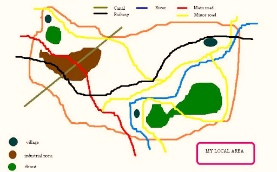 Canal River Main road
Railway Minor road
MY LOCAL AREA
village
industrial zone
forest